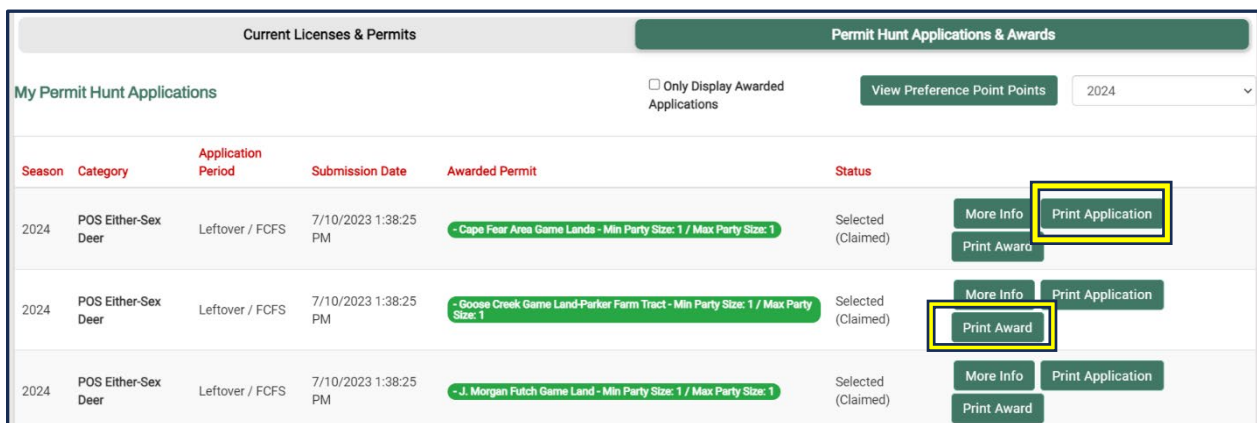 Current Licenses & Permits
Permit Hunt Applications & Awards
My Permit Hunt Applications
Only Display Awarded
Applications
View Preference Point Points
2024
Season
Category
Application
Period
Submission Date
Awarded Permit
Status
2024
POS Either-Sex
Deer
Leftover / FCFS
7/10/2023 1:38:25
PM
- Cape Fear Area Game Lands - Min Party Size: 1 / Max Party Size: 1
Selected
(Claimed)
More Info
Print Application
Print Award
2024
POS Either-Sex
Deer
Leftover / FCFS
7/10/2023 1:38:25
PM
- Goose Creek Game Land-Parker Farm Tract - Min Party Size: 1 / Max Party
Size: 1
Selected
(Claimed)
More Info
Print Application
Print Award
2024
POS Either-Sex
Deer
Leftover / FCFS
7/10/2023 1:38:25
PM
- J. Morgan Futch Game Land - Min Party Size: 1 / Max Party Size: 1
Selected
(Claimed)
More Info
Print Application
Print Award